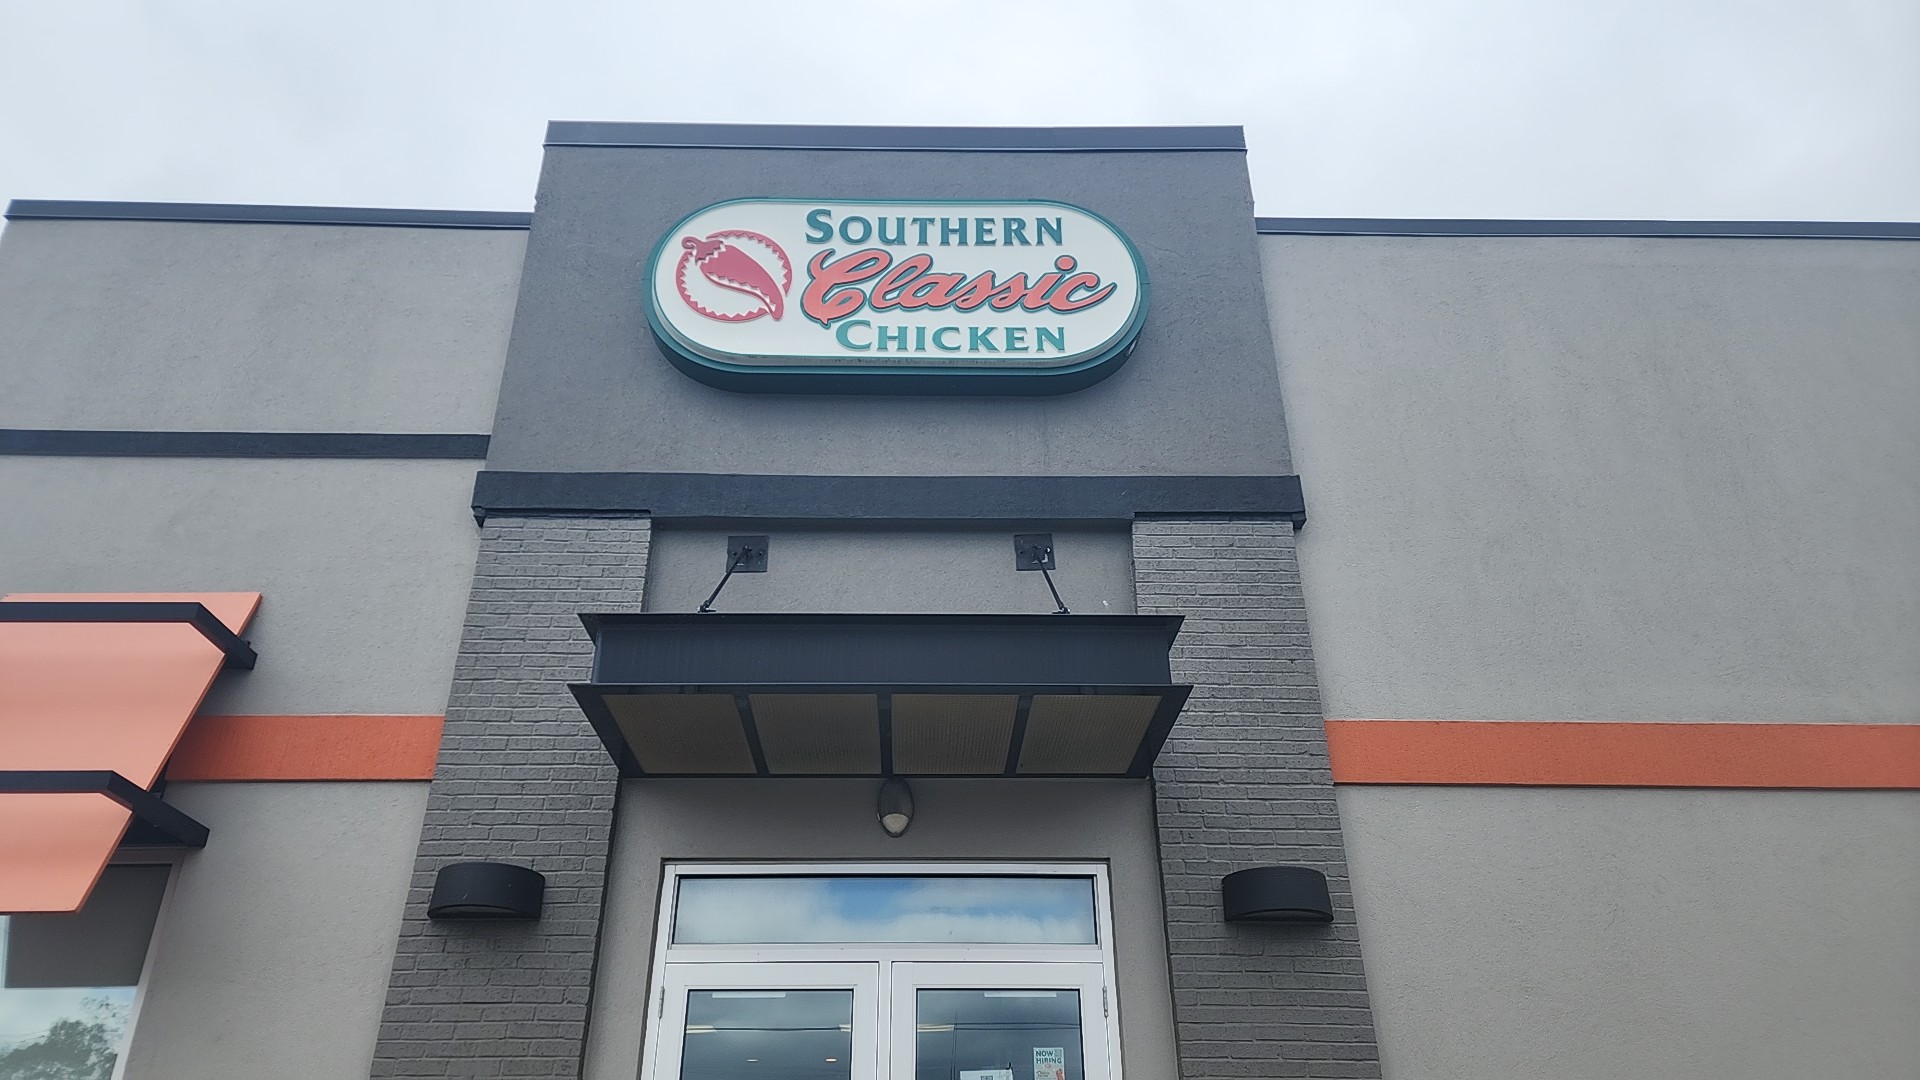 SOUTHERN
Classic
CHICKEN
NOW
HIRING